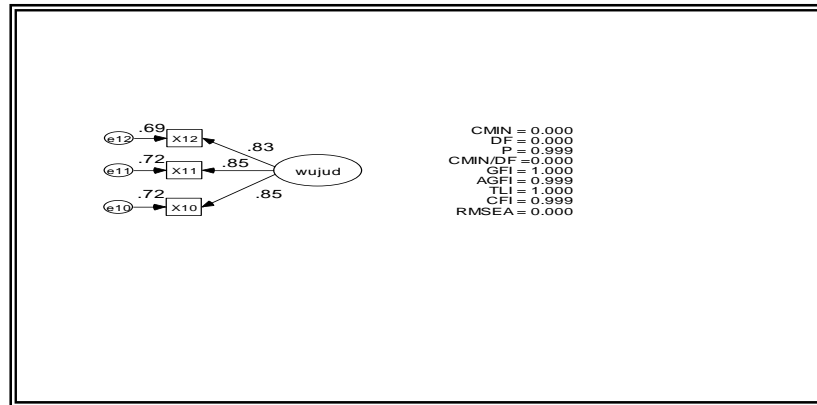 .69
e12 X12
.83
.72
e11 X11 .85 wujud
.72
e10 X10 .85
CMIN = 0.000
DF = 0.000
P = 0.999
CMIN/DF =0.000
GFI = 1.000
AGFI = 0.999
TLI = 1.000
CFI = 0.999
RMSEA = 0.000